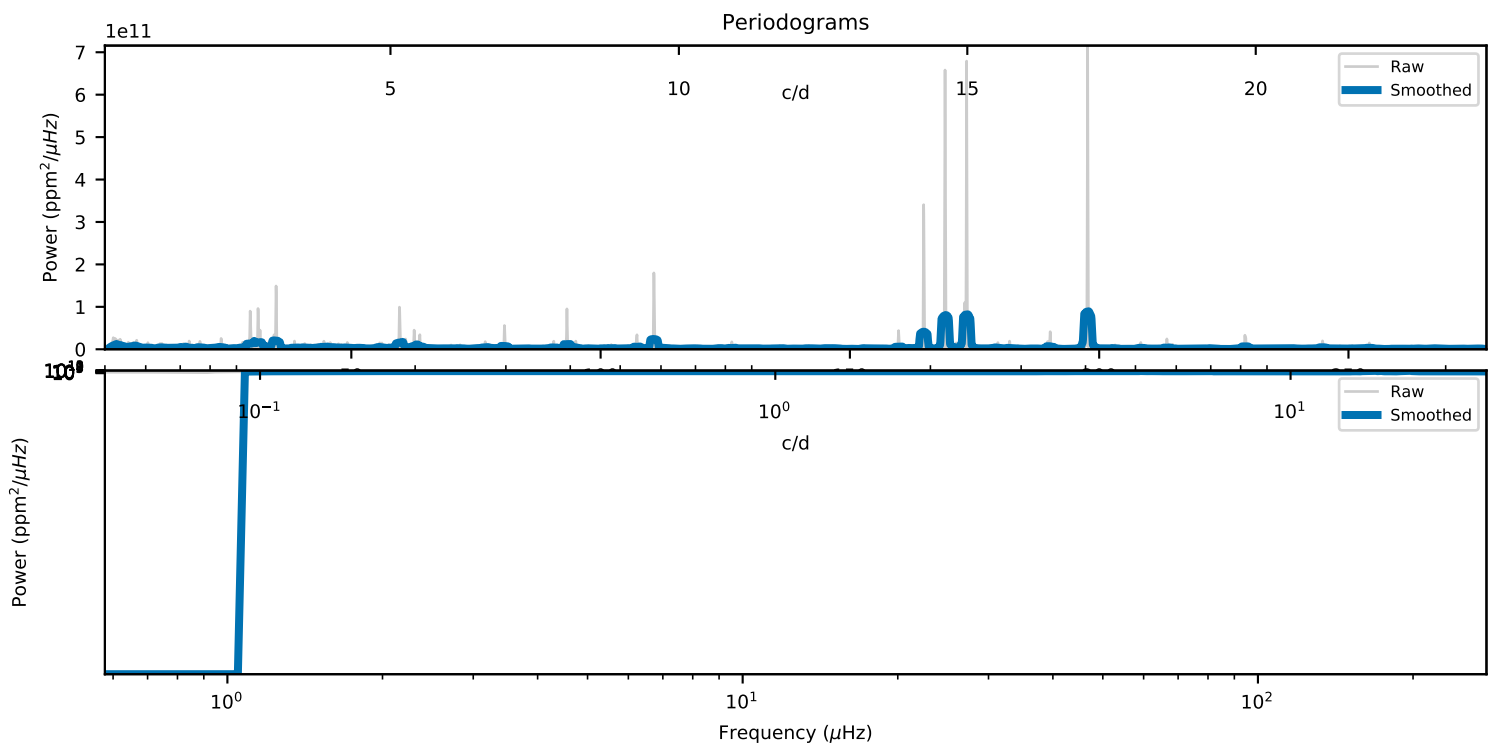 Periodograms
1e11
7
6
5
4
3
2
1
0
Power (ppm²/μHz)
5 10 15 20
c/d
Raw
Smoothed
10⁻¹ 10⁰ 10¹
c/d
Raw
Smoothed
Power (ppm²/μHz)
10⁰ 10¹ 10²
Frequency (μHz)